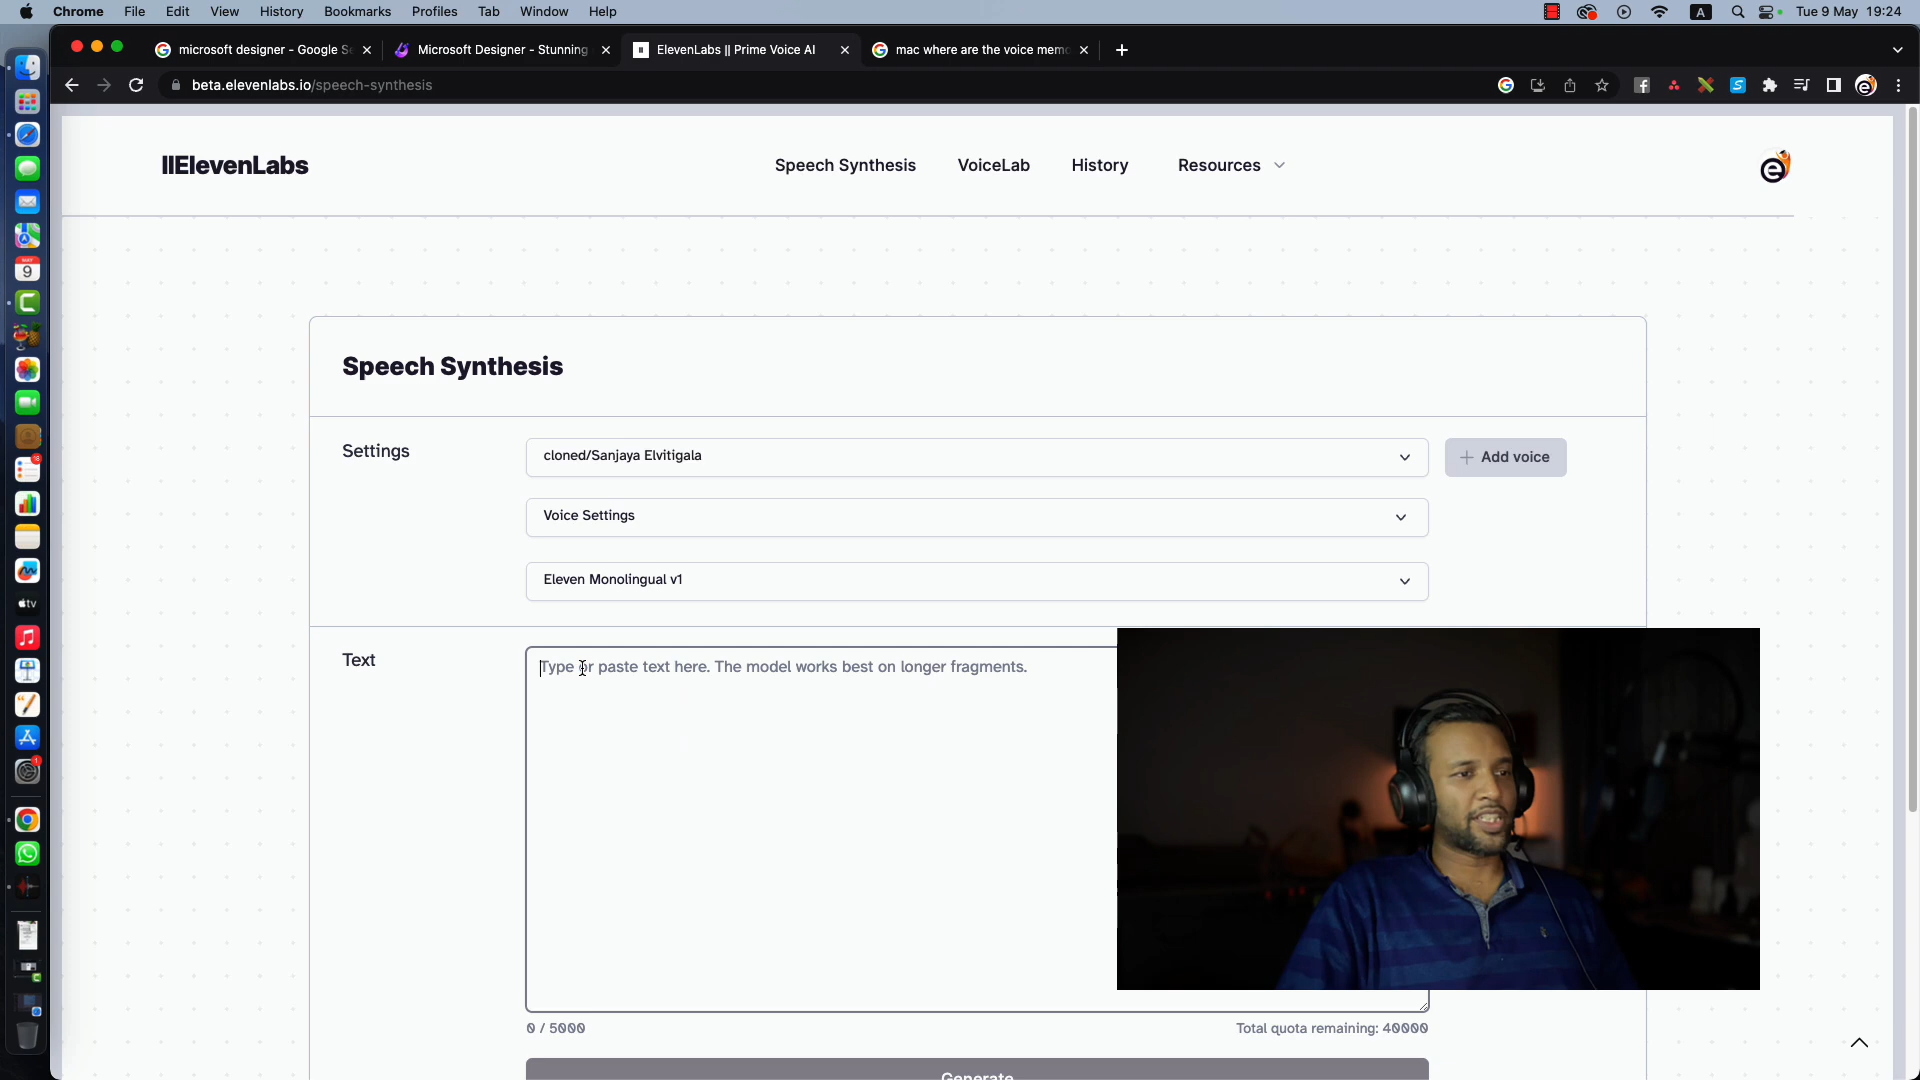 Chrome File Edit View History Bookmarks Profiles Tab Window Help A Tue 9 May 19:24
microsoft designer - Google Se Microsoft Designer - Stunning ElevenLabs || Prime Voice AI mac where are the voice memo
beta.elevenlabs.io/speech-synthesis
IIElevenLabs Speech Synthesis VoiceLab History Resources
Speech Synthesis
Settings cloned/Sanjaya Elvitigala + Add voice
Voice Settings
Eleven Monolingual v1
Text Type or paste text here. The model works best on longer fragments.
0 / 5000 Total quota remaining: 40000
Generate